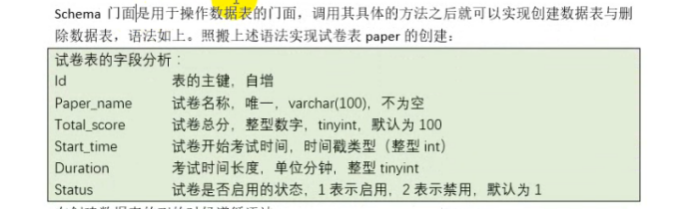 Schema 门面是用于操作数据表的门面，调用其具体的方法之后就可以实现创建数据表与删
除数据表，语法如上。照搬上述语法实现试卷表 paper 的创建：
试卷表的字段分析：
Id 表的主键，自增
Paper_name 试卷名称，唯一，varchar(100)，不为空
Total_score 试卷总分，整型数字，tinyint，默认为 100
Start_time 试卷开始考试时间，时间戳类型（整型 int）
Duration 考试时间长度，单位分钟，整型 tinyint
Status 试卷是否启用的状态，1 表示启用，2 表示禁用，默认为 1